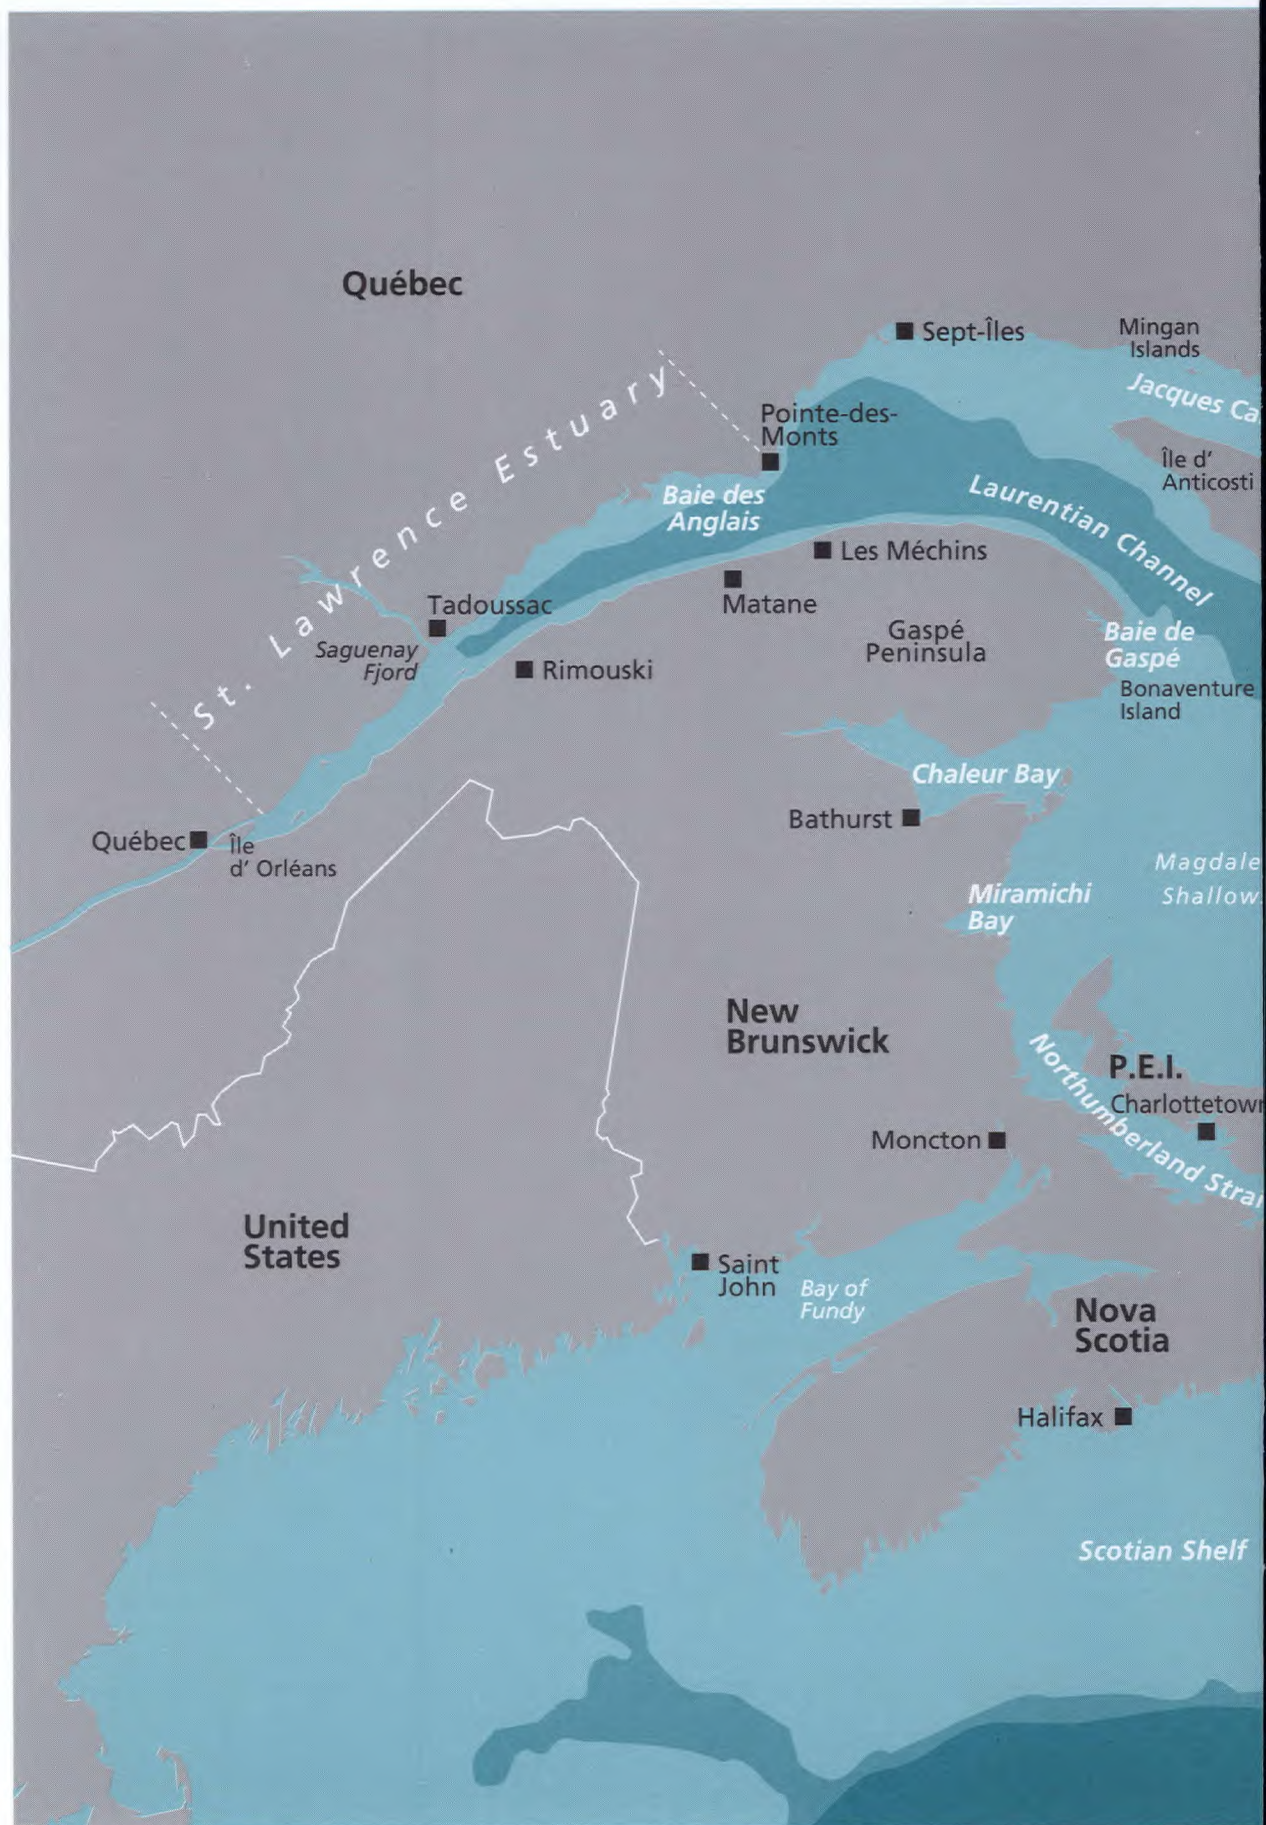 Québec
Sept-Îles
Mingan
Islands
Jacques Ca
Pointe-des-
Monts
St. Lawrence Estuary
Île d'
Anticosti
Baie des
Anglais
Laurentian Channel
Les Méchins
Tadoussac
Matane
Saguenay
Fjord
Gaspé
Peninsula
Baie de
Gaspé
Rimouski
Bonaventure
Island
Chaleur Bay
Bathurst
Québec
Île
d' Orléans
Magdale
Shallow
Miramichi
Bay
New
Brunswick
Northumberland Strai
P.E.I.
Charlottetown
Moncton
United
States
Saint
John
Bay of
Fundy
Nova
Scotia
Halifax
Scotian Shelf